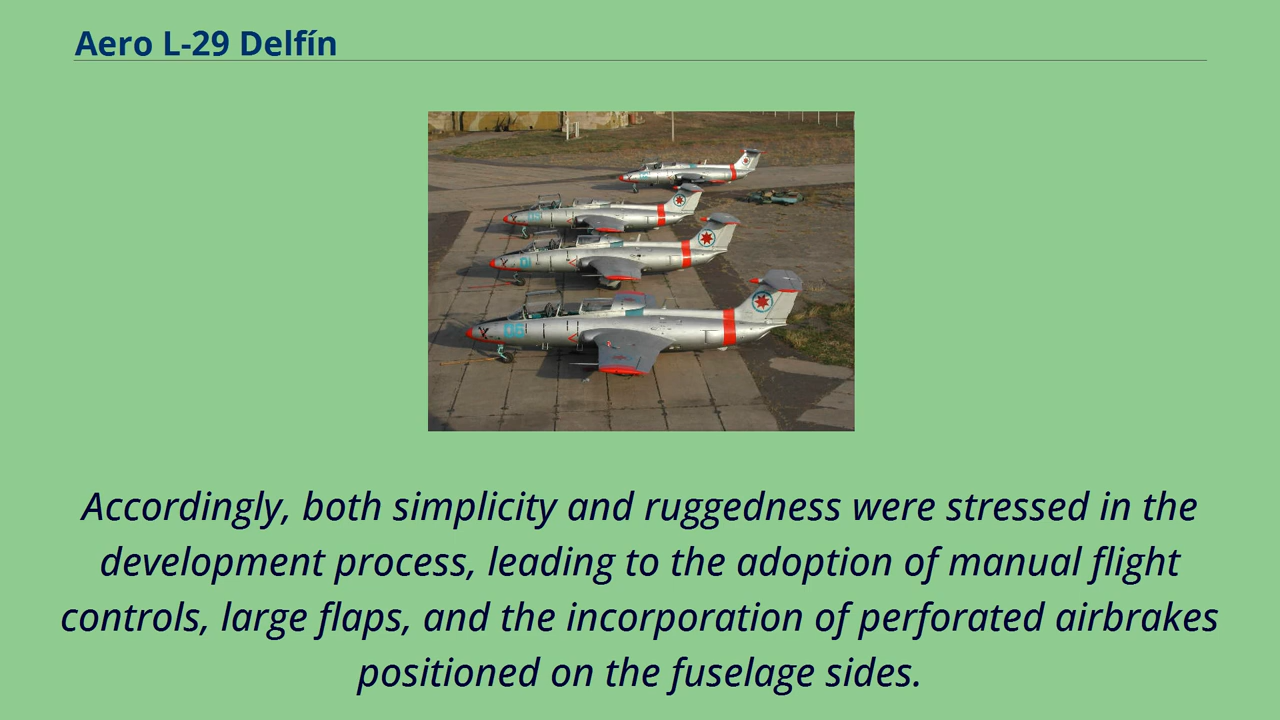 Aero L-29 Delfín
Accordingly, both simplicity and ruggedness were stressed in the
development process, leading to the adoption of manual flight
controls, large flaps, and the incorporation of perforated airbrakes
positioned on the fuselage sides.